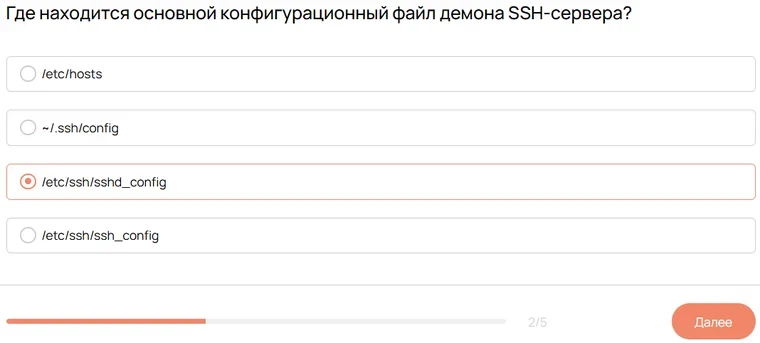 Где находится основной конфигурационный файл демона SSH-сервера?
/etc/hosts
~/.ssh/config
/etc/ssh/sshd_config
/etc/ssh/ssh_config
2/5
Далее